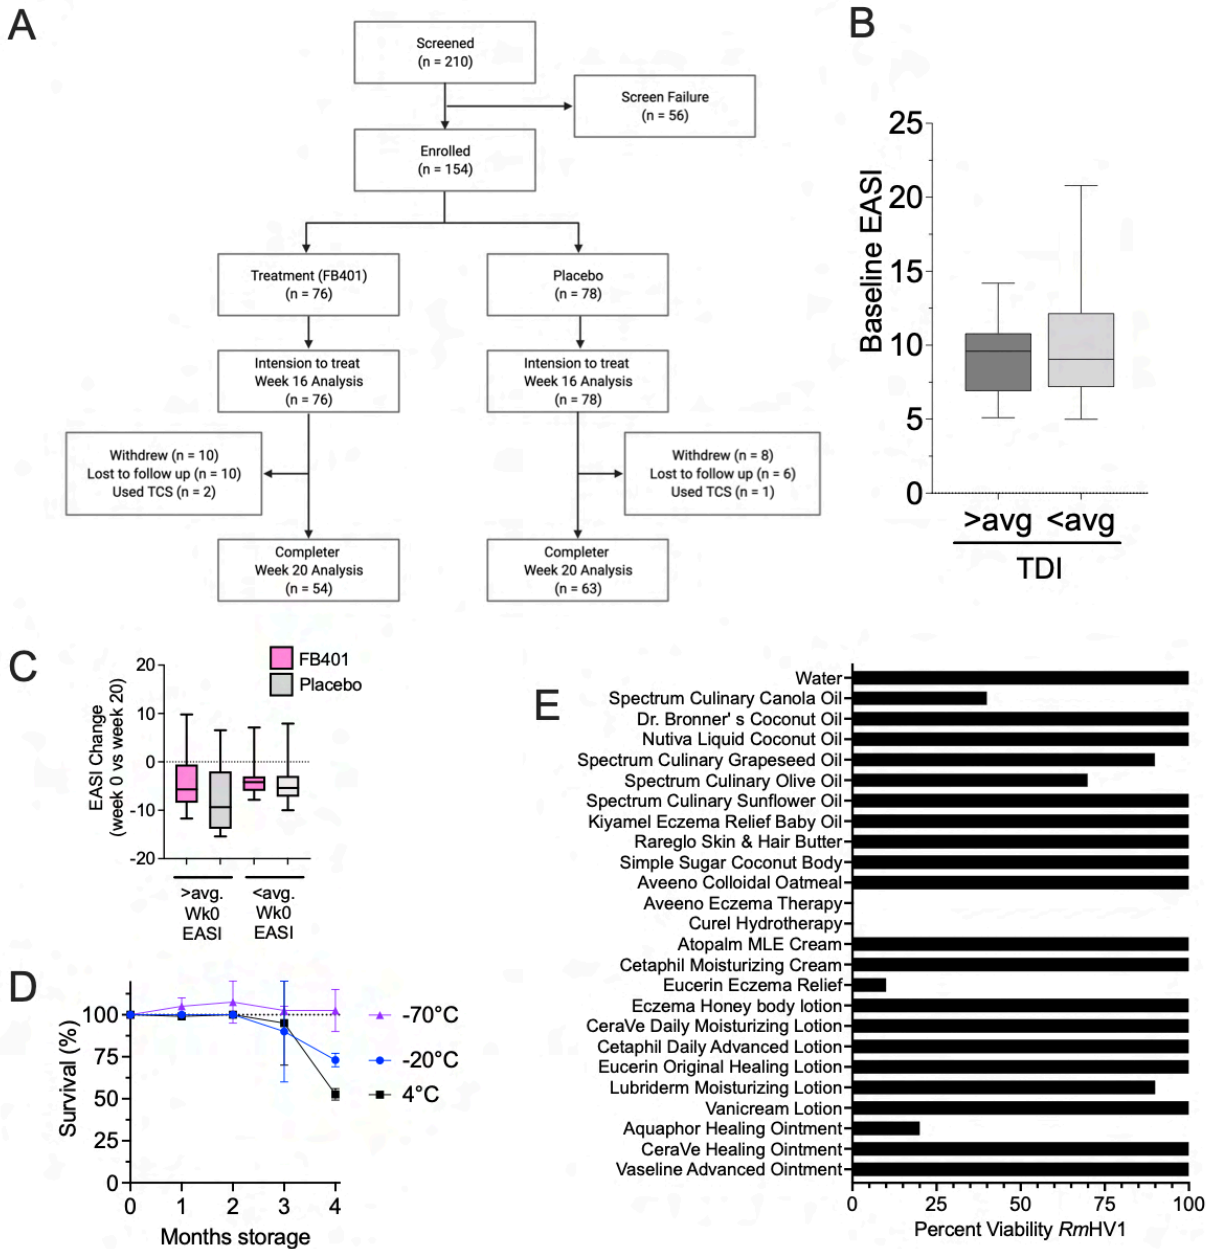 A
Screened
(n = 210)
Screen Failure
(n = 56)
Enrolled
(n = 154)
Treatment (FB401)
(n = 76)
Placebo
(n = 78)
Intension to treat
Week 16 Analysis
(n = 76)
Intension to treat
Week 16 Analysis
(n = 78)
Withdrew (n = 10)
Lost to follow up (n = 10)
Used TCS (n = 2)
Withdrew (n = 8)
Lost to follow up (n = 6)
Used TCS (n = 1)
Completer
Week 20 Analysis
(n = 54)
Completer
Week 20 Analysis
(n = 63)
B
Baseline EASI
25
20
15
10
5
0
>avg <avg
TDI
C
FB401
Placebo
EASI Change
(week 0 vs week 20)
20
10
0
-10
-20
>avg.
Wk0
EASI
<avg.
Wk0
EASI
D
Survival (%)
100
75
50
25
0
0 1 2 3 4
Months storage
-70°C
-20°C
4°C
E
Water
Spectrum Culinary Canola Oil
Dr. Bronner' s Coconut Oil
Nutiva Liquid Coconut Oil
Spectrum Culinary Grapeseed Oil
Spectrum Culinary Olive Oil
Spectrum Culinary Sunflower Oil
Kiyamel Eczema Relief Baby Oil
Rareglo Skin & Hair Butter
Simple Sugar Coconut Body
Aveeno Colloidal Oatmeal
Aveeno Eczema Therapy
Curel Hydrotherapy
Atopalm MLE Cream
Cetaphil Moisturizing Cream
Eucerin Eczema Relief
Eczema Honey body lotion
CeraVe Daily Moisturizing Lotion
Cetaphil Daily Advanced Lotion
Eucerin Original Healing Lotion
Lubriderm Moisturizing Lotion
Vanicream Lotion
Aquaphor Healing Ointment
CeraVe Healing Ointment
Vaseline Advanced Ointment
0 25 50 75 100
Percent Viability RmHV1